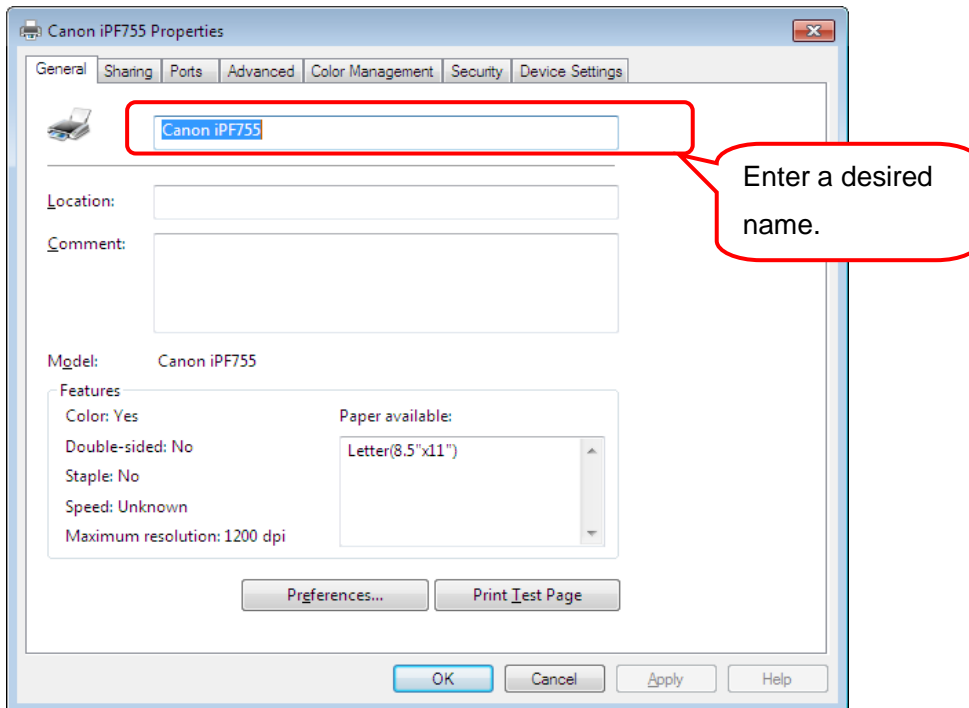 Canon iPF755 Properties
General Sharing Ports Advanced Color Management Security Device Settings
Canon iPF755
Enter a desired
name.
Location:
Comment:
Model: Canon iPF755
Features
Color: Yes
Paper available:
Double-sided: No
Letter(8.5"x11")
Staple: No
Speed: Unknown
Maximum resolution: 1200 dpi
Preferences... Print Test Page
OK Cancel Apply Help